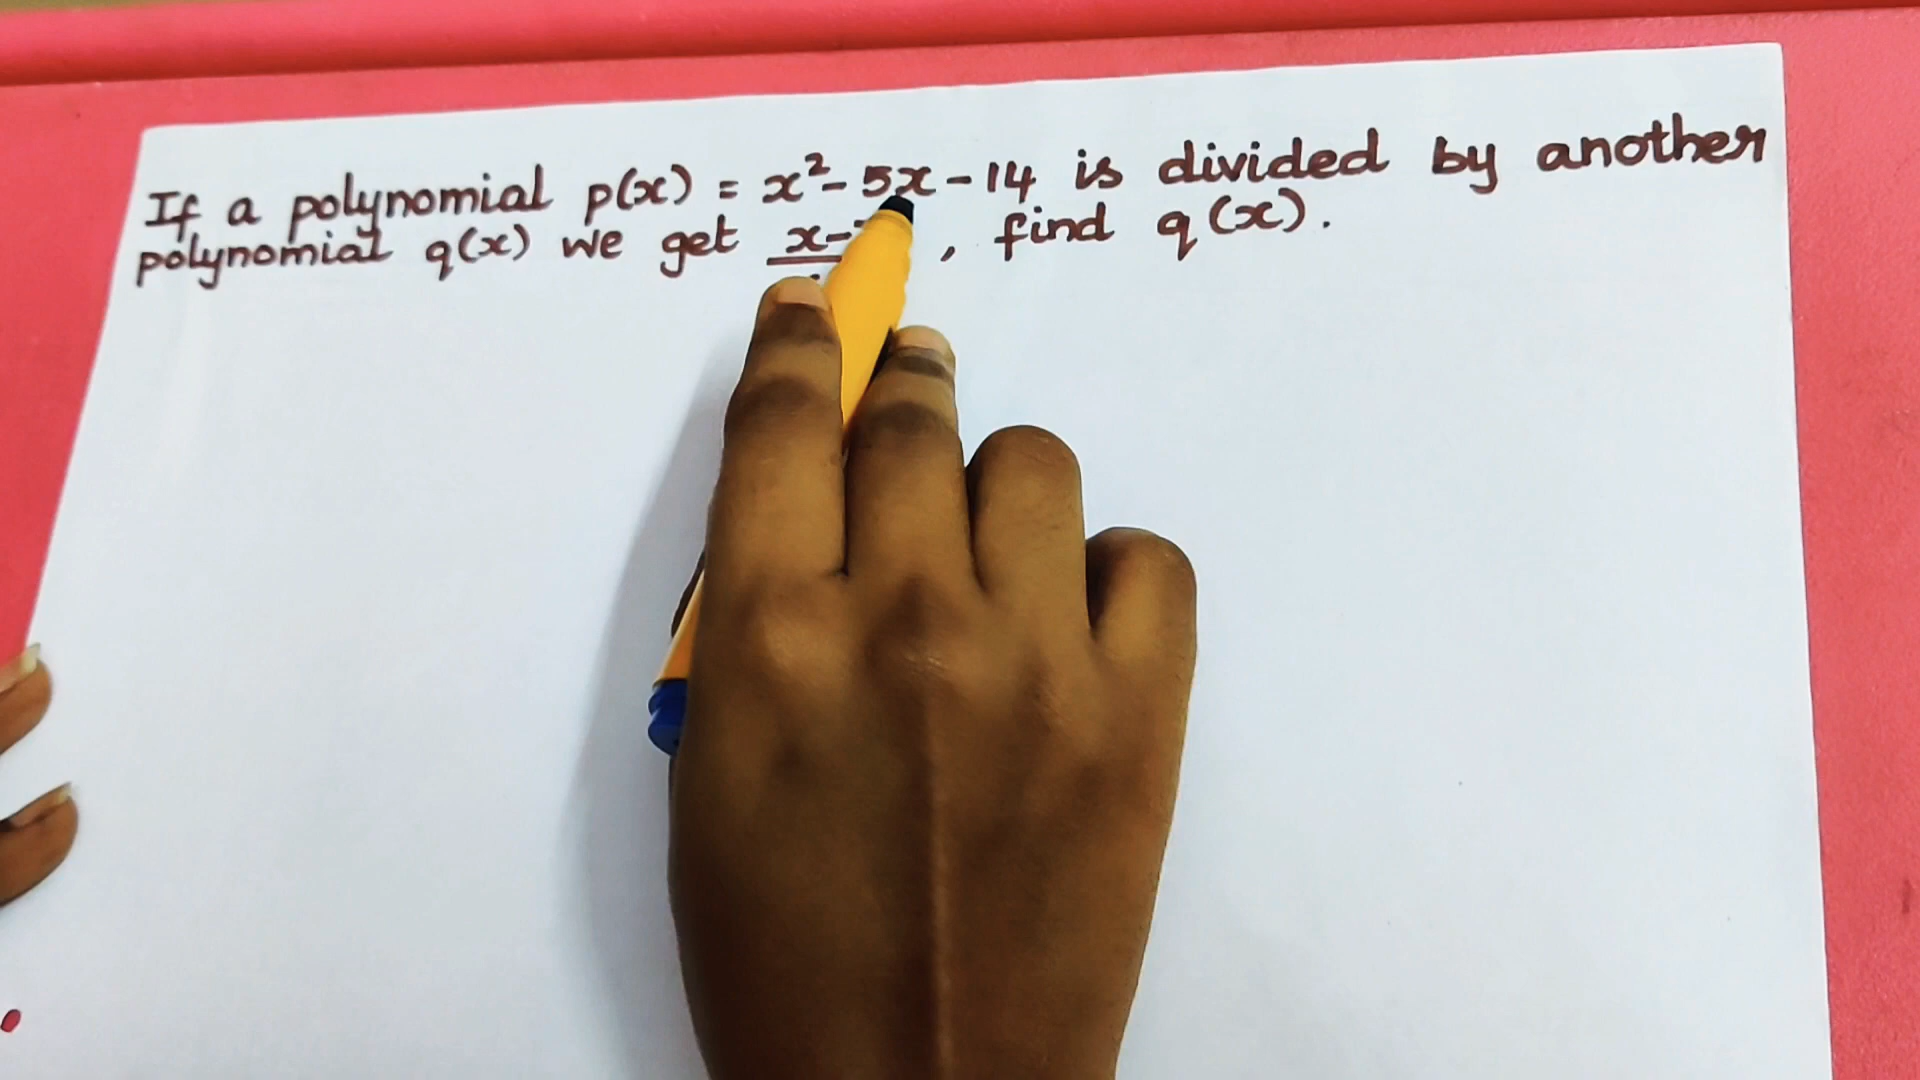 If a polynomial p(x) = x²- 5x - 14 is divided by another
polynomial q(x) we get x- , find q(x).